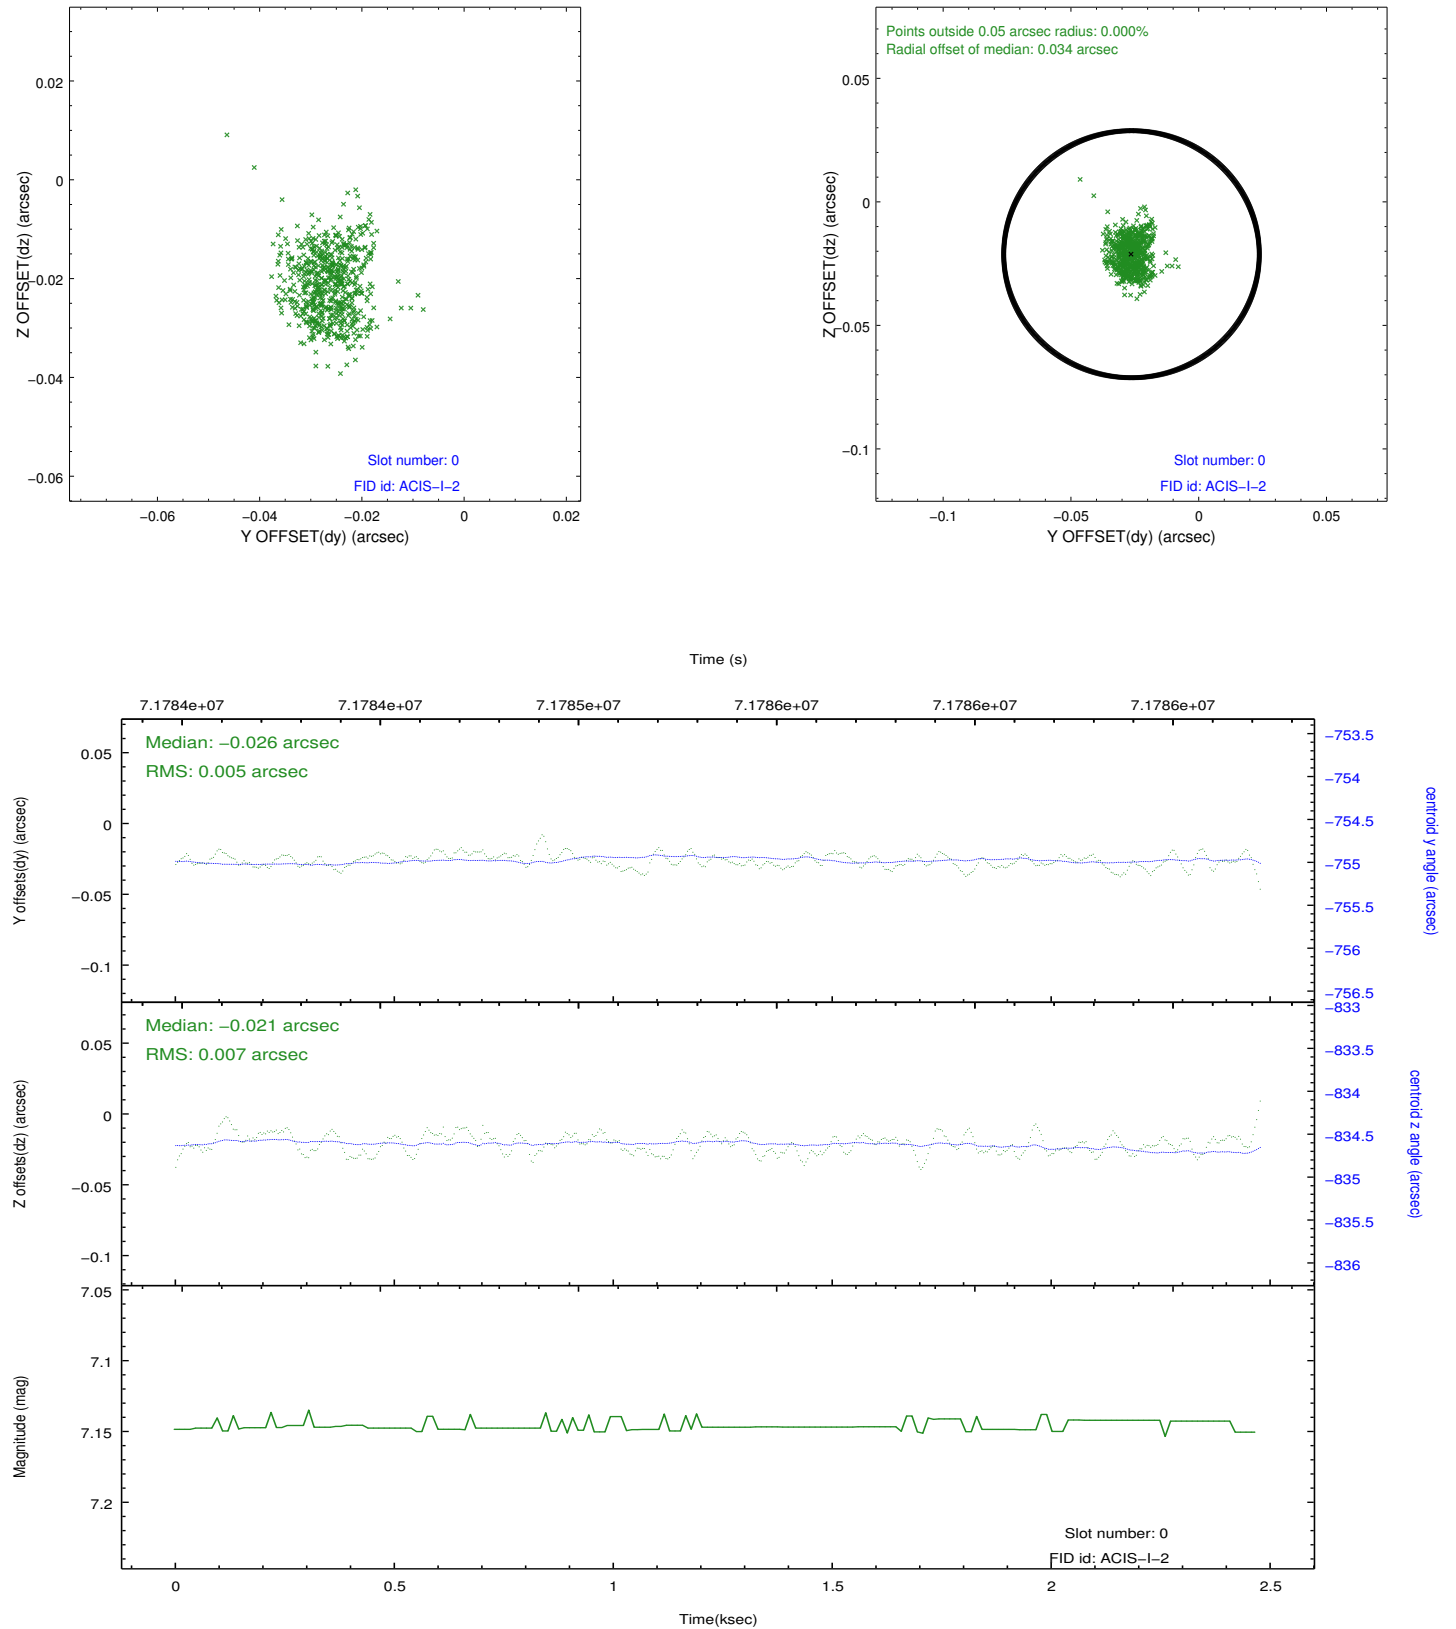 0.02
0
−0.02
−0.04
−0.06
Z OFFSET(dz) (arcsec)
Slot number: 0
FID id: ACIS−I−2
−0.06
−0.04
−0.02
0
0.02
Y OFFSET(dy) (arcsec)
Points outside 0.05 arcsec radius: 0.000%
Radial offset of median: 0.034 arcsec
0.05
0
−0.05
−0.1
Z OFFSET(dz) (arcsec)
Slot number: 0
FID id: ACIS−I−2
−0.1
−0.05
0
0.05
Y OFFSET(dy) (arcsec)
Time (s)
7.1784e+07
7.1784e+07
7.1785e+07
7.1786e+07
7.1786e+07
7.1786e+07
Median: −0.026 arcsec
RMS: 0.005 arcsec
0.05
0
−0.05
−0.1
Y offsets(dy) (arcsec)
−753.5
−754
−754.5
−755
−755.5
−756
−756.5
centroid y angle (arcsec)
Median: −0.021 arcsec
RMS: 0.007 arcsec
0.05
0
−0.05
−0.1
Z offsets(dz) (arcsec)
−833
−833.5
−834
−834.5
−835
−835.5
−836
centroid z angle (arcsec)
7.05
7.1
7.15
7.2
Magnitude (mag)
Slot number: 0
FID id: ACIS−I−2
0
0.5
1
1.5
2
2.5
Time(ksec)